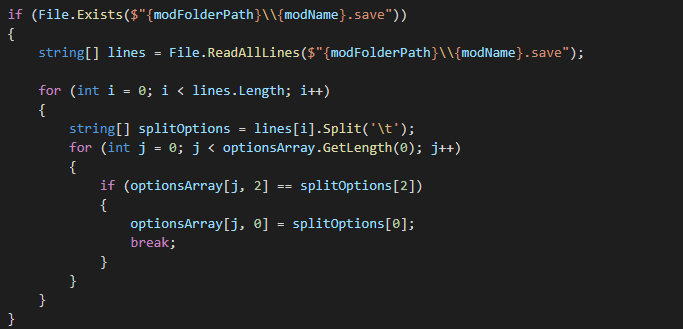 if (File.Exists($"{modFolderPath}\\{modName}.save"))
{
    string[] lines = File.ReadAllLines($"{modFolderPath}\\{modName}.save");

    for (int i = 0; i < lines.Length; i++)
    {
        string[] splitOptions = lines[i].Split('\t');
        for (int j = 0; j < optionsArray.GetLength(0); j++)
        {
            if (optionsArray[j, 2] == splitOptions[2])
            {
                optionsArray[j, 0] = splitOptions[0];
                break;
            }
        }
    }
}